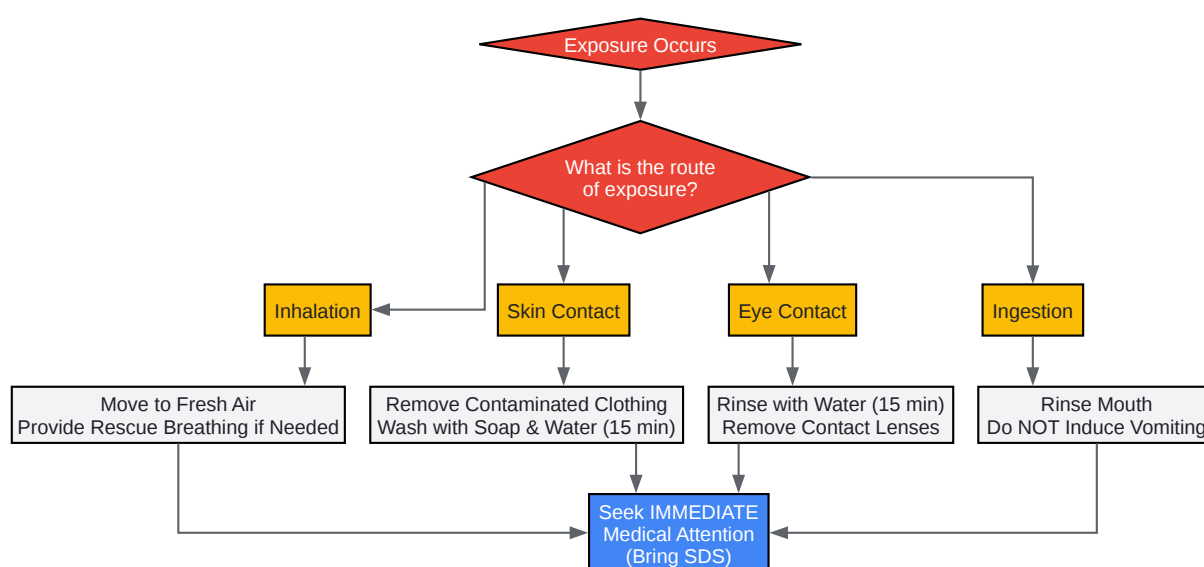 Exposure Occurs
What is the route
of exposure?
Inhalation
Skin Contact
Eye Contact
Ingestion
Move to Fresh Air
Provide Rescue Breathing if Needed
Remove Contaminated Clothing
Wash with Soap & Water (15 min)
Rinse with Water (15 min)
Remove Contact Lenses
Rinse Mouth
Do NOT Induce Vomiting
Seek IMMEDIATE
Medical Attention
(Bring SDS)